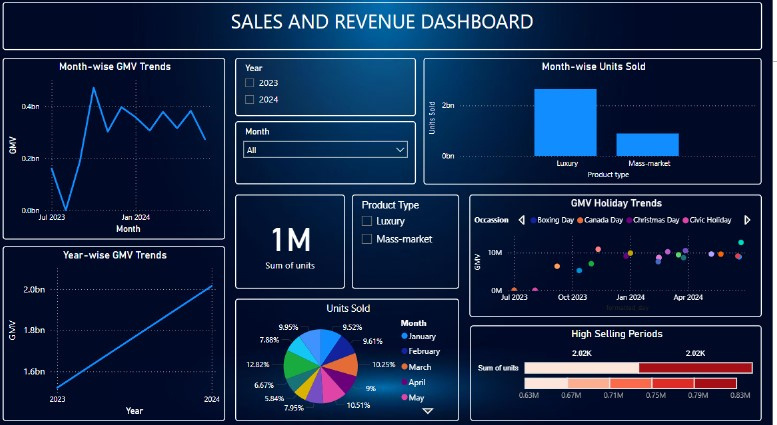 SALES AND REVENUE DASHBOARD
Month-wise GMV Trends
GMV
0.4bn
0.2bn
0.0bn
Jul 2023
Jan 2024
Month
Year
2023
2024
Month
All
Month-wise Units Sold
Units Sold
2bn
0bn
Luxury
Mass-market
Product type
1M
Sum of units
Product Type
Luxury
Mass-market
GMV Holiday Trends
Occassion
Boxing Day
Canada Day
Christmas Day
Civic Holiday
GMV
10M
0M
Jul 2023
Oct 2023
Jan 2024
Apr 2024
Year-wise GMV Trends
GMV
2.0bn
1.8bn
1.6bn
2023
2024
Year
Units Sold
9.95%
9.52%
7.88%
9.61%
12.82%
10.25%
6.67%
9%
5.84%
10.51%
7.95%
Month
January
February
March
April
May
High Selling Periods
2.02K
2.02K
Sum of units
0.63M
0.67M
0.71M
0.75M
0.79M
0.83M